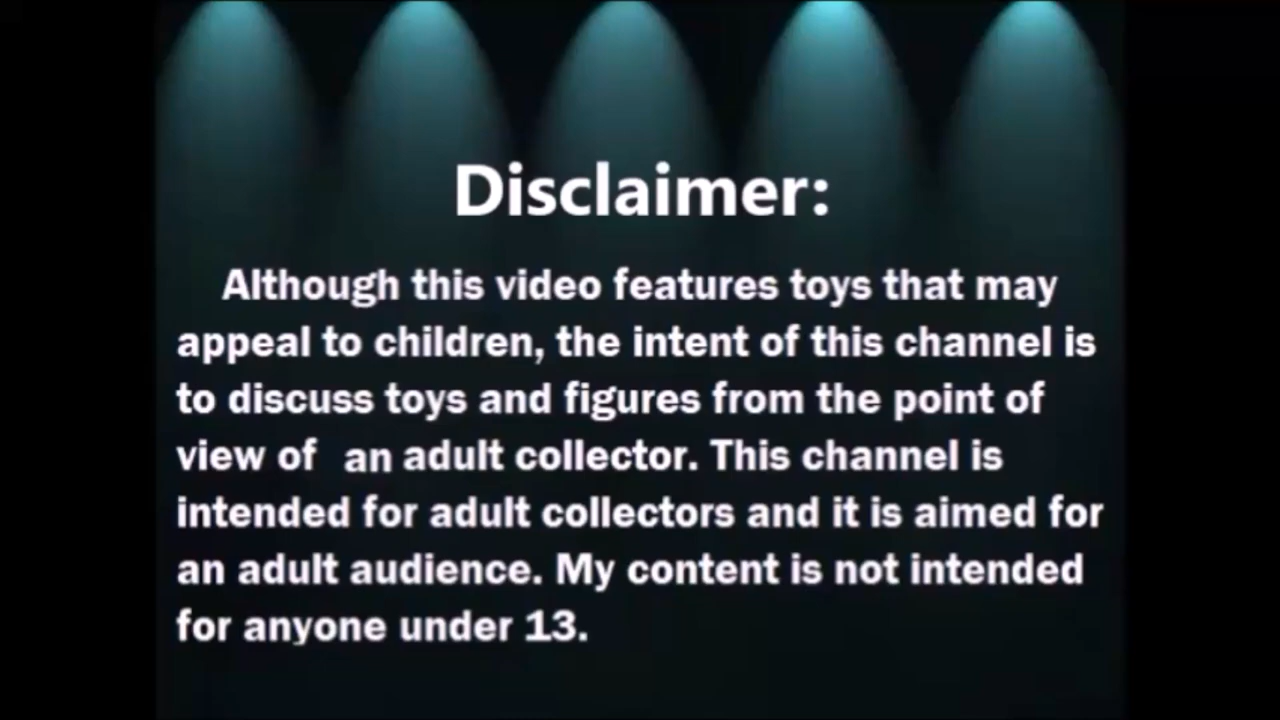 Disclaimer:
Although this video features toys that may
appeal to children, the intent of this channel is
to discuss toys and figures from the point of
view of an adult collector. This channel is
intended for adult collectors and it is aimed for
an adult audience. My content is not intended
for anyone under 13.